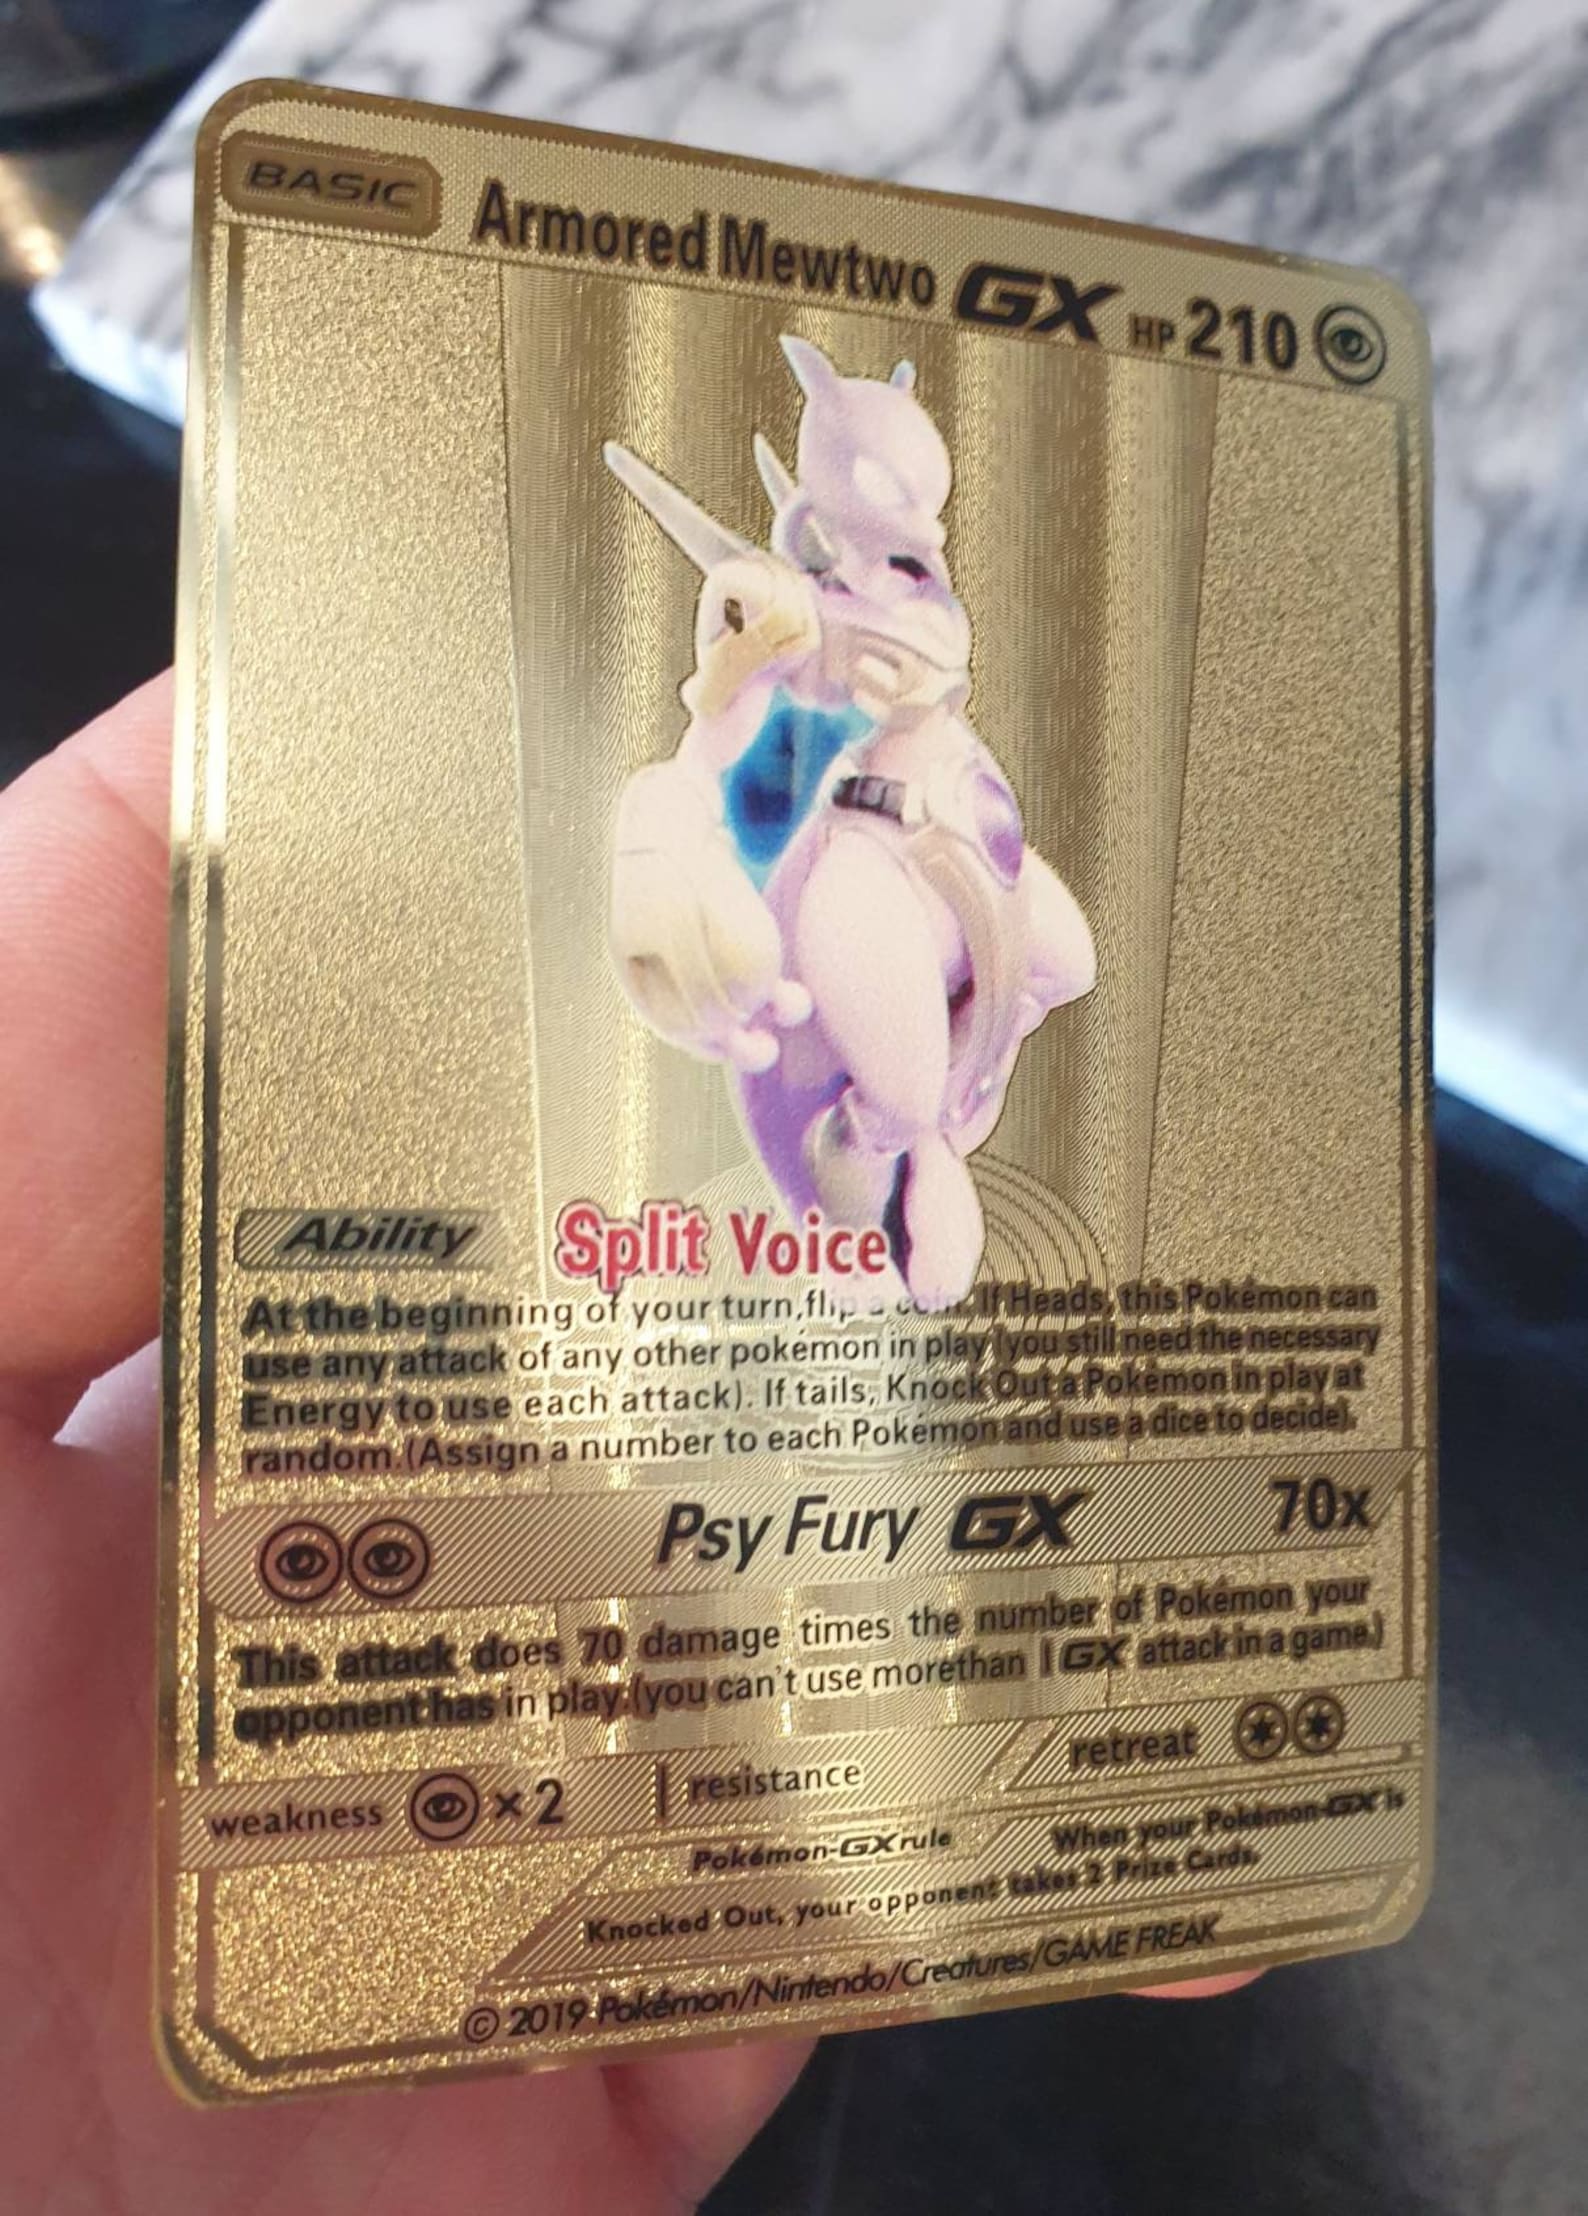 BASIC
Armored Mewtwo GX HP 210
Ability Split Voice
At the beginning of your turn,flip a coin. If Heads, this Pokémon can
use any attack of any other pokémon in play (you still need the necessary
Energy to use each attack). If tails, Knock Out a Pokémon in play at
random.(Assign a number to each Pokémon and use a dice to decide).
Psy Fury GX 70x
This attack does 70 damage times the number of Pokémon your
opponent has in play.(you can't use morethan 1 GX attack in a game.)
weakness ×2 resistance retreat
Pokémon-GX rule When your Pokémon-GX is
Knocked Out, your opponent takes 2 Prize Cards.
© 2019 Pokémon/Nintendo/Creatures/GAME FREAK